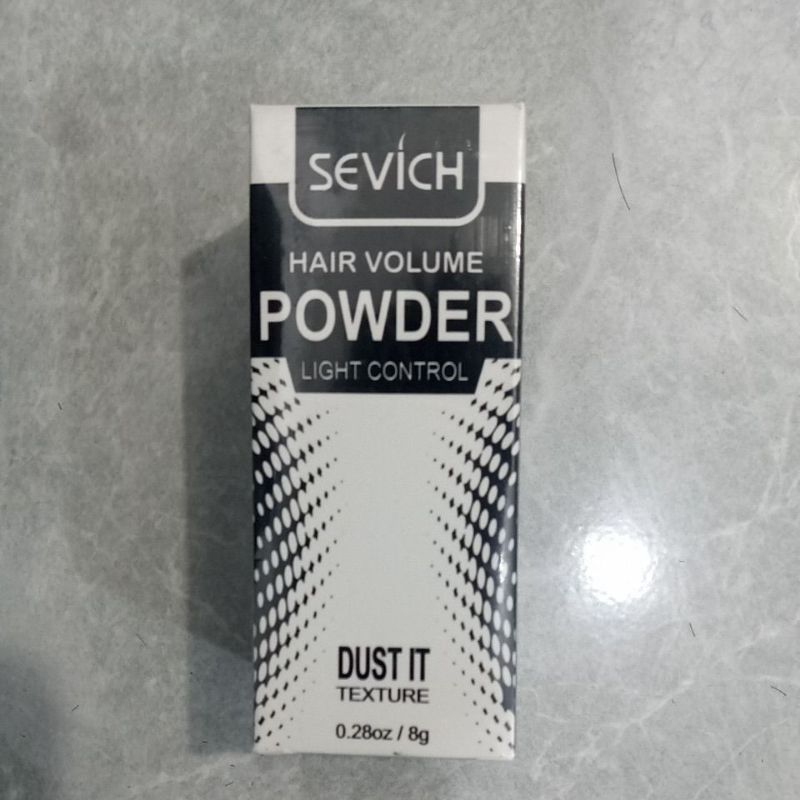 SEVICH
HAIR VOLUME
POWDER
LIGHT CONTROL
DUST IT
TEXTURE
0.28oz / 8g